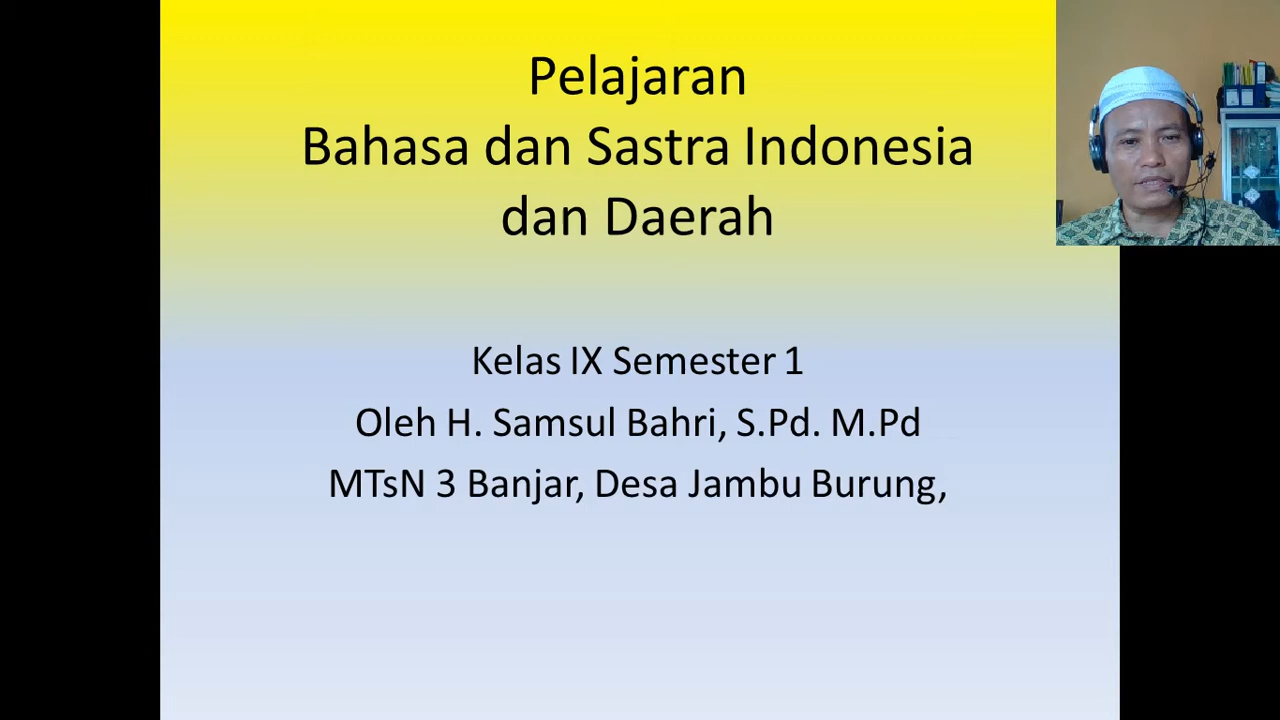 Pelajaran
Bahasa dan Sastra Indonesia
dan Daerah
Kelas IX Semester 1
Oleh H. Samsul Bahri, S.Pd. M.Pd
MTsN 3 Banjar, Desa Jambu Burung,